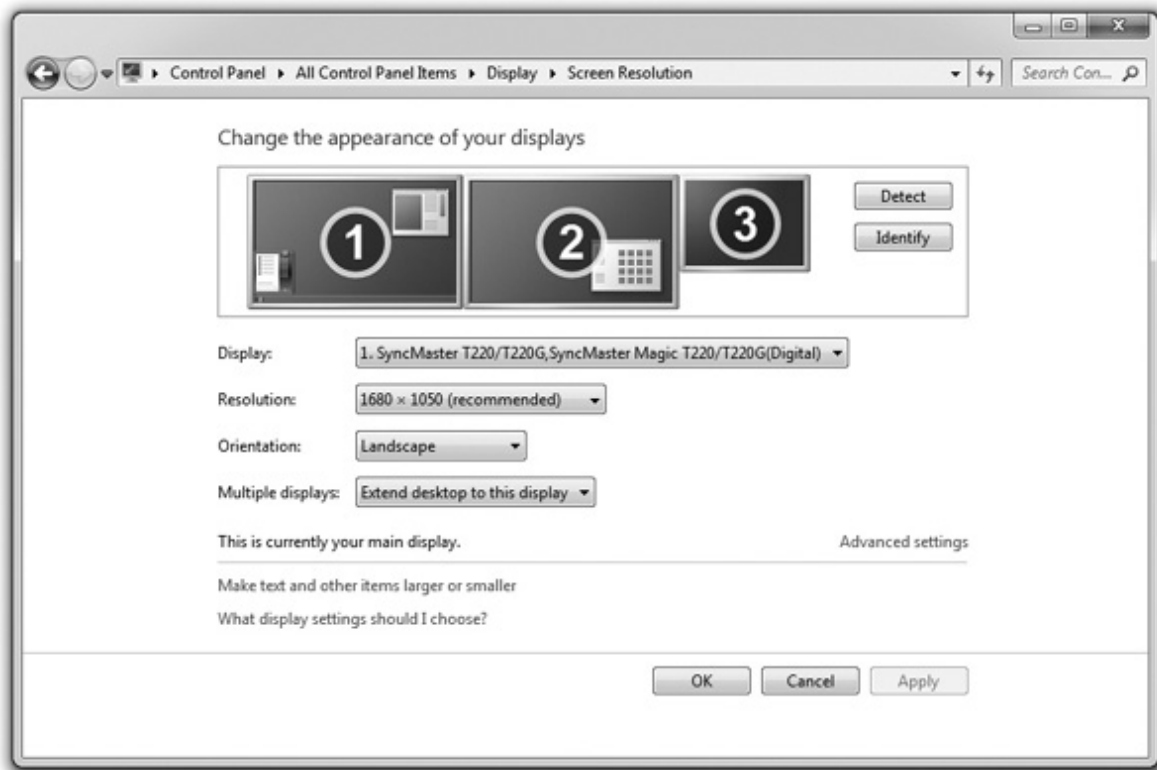 Control Panel ▸ All Control Panel Items ▸ Display ▸ Screen Resolution
Search Con...
Change the appearance of your displays
1
2
3
Detect
Identify
Display: 1. SyncMaster T220/T220G,SyncMaster Magic T220/T220G(Digital)
Resolution: 1680 × 1050 (recommended)
Orientation: Landscape
Multiple displays: Extend desktop to this display
This is currently your main display. Advanced settings
Make text and other items larger or smaller
What display settings should I choose?
OK Cancel Apply